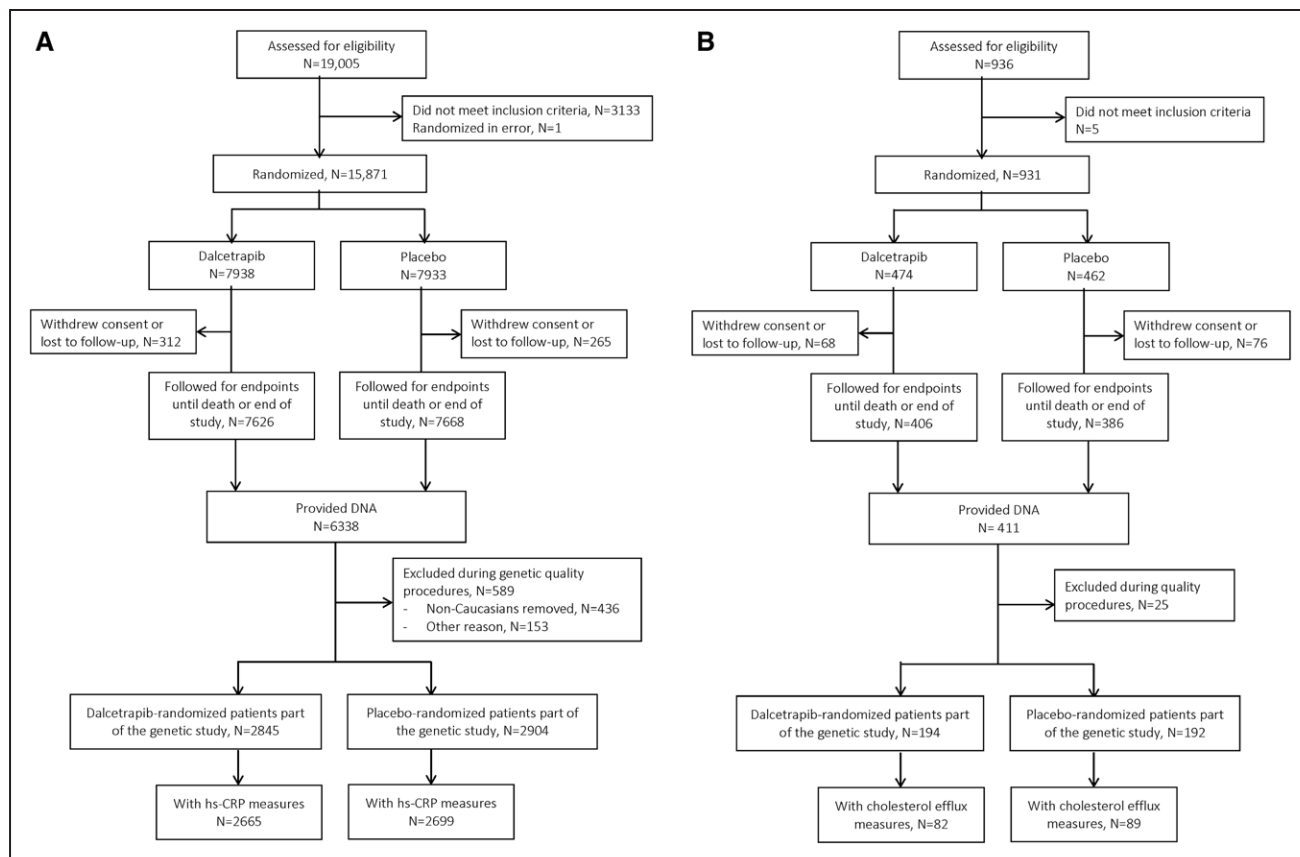 A
Assessed for eligibility
N=19,005
Did not meet inclusion criteria, N=3133
Randomized in error, N=1
Randomized, N=15,871
Dalcetrapib
N=7938
Placebo
N=7933
Withdrew consent or
lost to follow-up, N=312
Withdrew consent or
lost to follow-up, N=265
Followed for endpoints
until death or end of
study, N=7626
Followed for endpoints
until death or end of
study, N=7668
Provided DNA
N=6338
Excluded during genetic quality
procedures, N=589
- Non-Caucasians removed, N=436
- Other reason, N=153
Dalcetrapib-randomized patients part
of the genetic study, N=2845
Placebo-randomized patients part of
the genetic study, N=2904
With hs-CRP measures
N=2665
With hs-CRP measures
N=2699
B
Assessed for eligibility
N=936
Did not meet inclusion criteria
N=5
Randomized, N=931
Dalcetrapib
N=474
Placebo
N=462
Withdrew consent or
lost to follow-up, N=68
Withdrew consent or
lost to follow-up, N=76
Followed for endpoints
until death or end of
study, N=406
Followed for endpoints
until death or end of
study, N=386
Provided DNA
N= 411
Excluded during quality
procedures, N=25
Dalcetrapib-randomized patients part
of the genetic study, N=194
Placebo-randomized patients part
of the genetic study, N=192
With cholesterol efflux
measures, N=82
With cholesterol efflux
measures, N=89